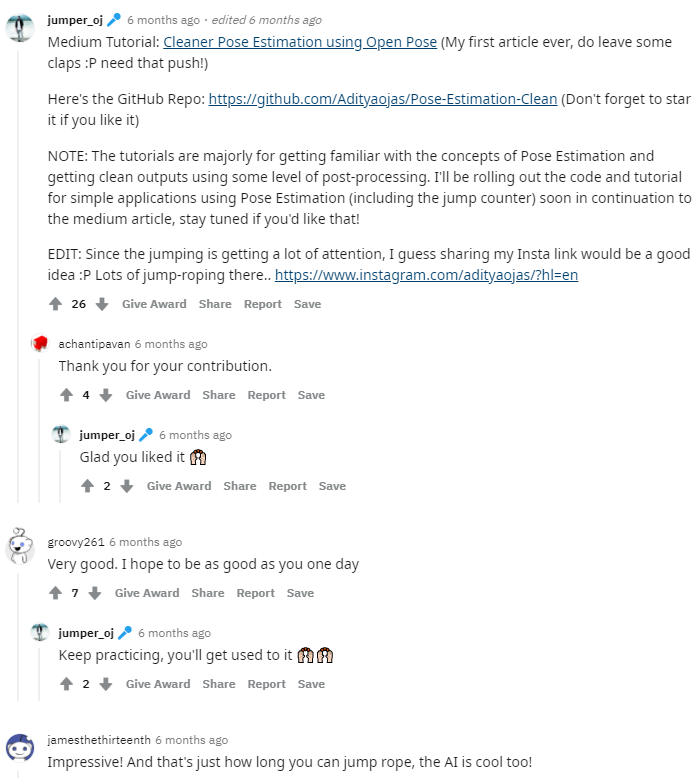 jumper_oj 6 months ago · edited 6 months ago
Medium Tutorial: Cleaner Pose Estimation using Open Pose (My first article ever, do leave some
claps :P need that push!)
Here's the GitHub Repo: https://github.com/Adityaojas/Pose-Estimation-Clean (Don't forget to star
it if you like it)
NOTE: The tutorials are majorly for getting familiar with the concepts of Pose Estimation and
getting clean outputs using some level of post-processing. I'll be rolling out the code and tutorial
for simple applications using Pose Estimation (including the jump counter) soon in continuation to
the medium article, stay tuned if you'd like that!
EDIT: Since the jumping is getting a lot of attention, I guess sharing my Insta link would be a good
idea :P Lots of jump-roping there.. https://www.instagram.com/adityaojas/?hl=en
26 Give Award Share Report Save
achantipavan 6 months ago
Thank you for your contribution.
4 Give Award Share Report Save
jumper_oj 6 months ago
Glad you liked it 🙌
2 Give Award Share Report Save
groovy261 6 months ago
Very good. I hope to be as good as you one day
7 Give Award Share Report Save
jumper_oj 6 months ago
Keep practicing, you'll get used to it 🙌🙌
2 Give Award Share Report Save
jamesthethirteenth 6 months ago
Impressive! And that's just how long you can jump rope, the AI is cool too!